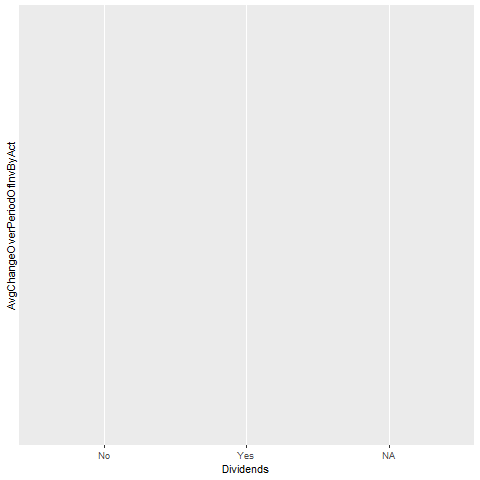 AvgChangeOverPeriodOfInvByAct
No Yes NA
Dividends